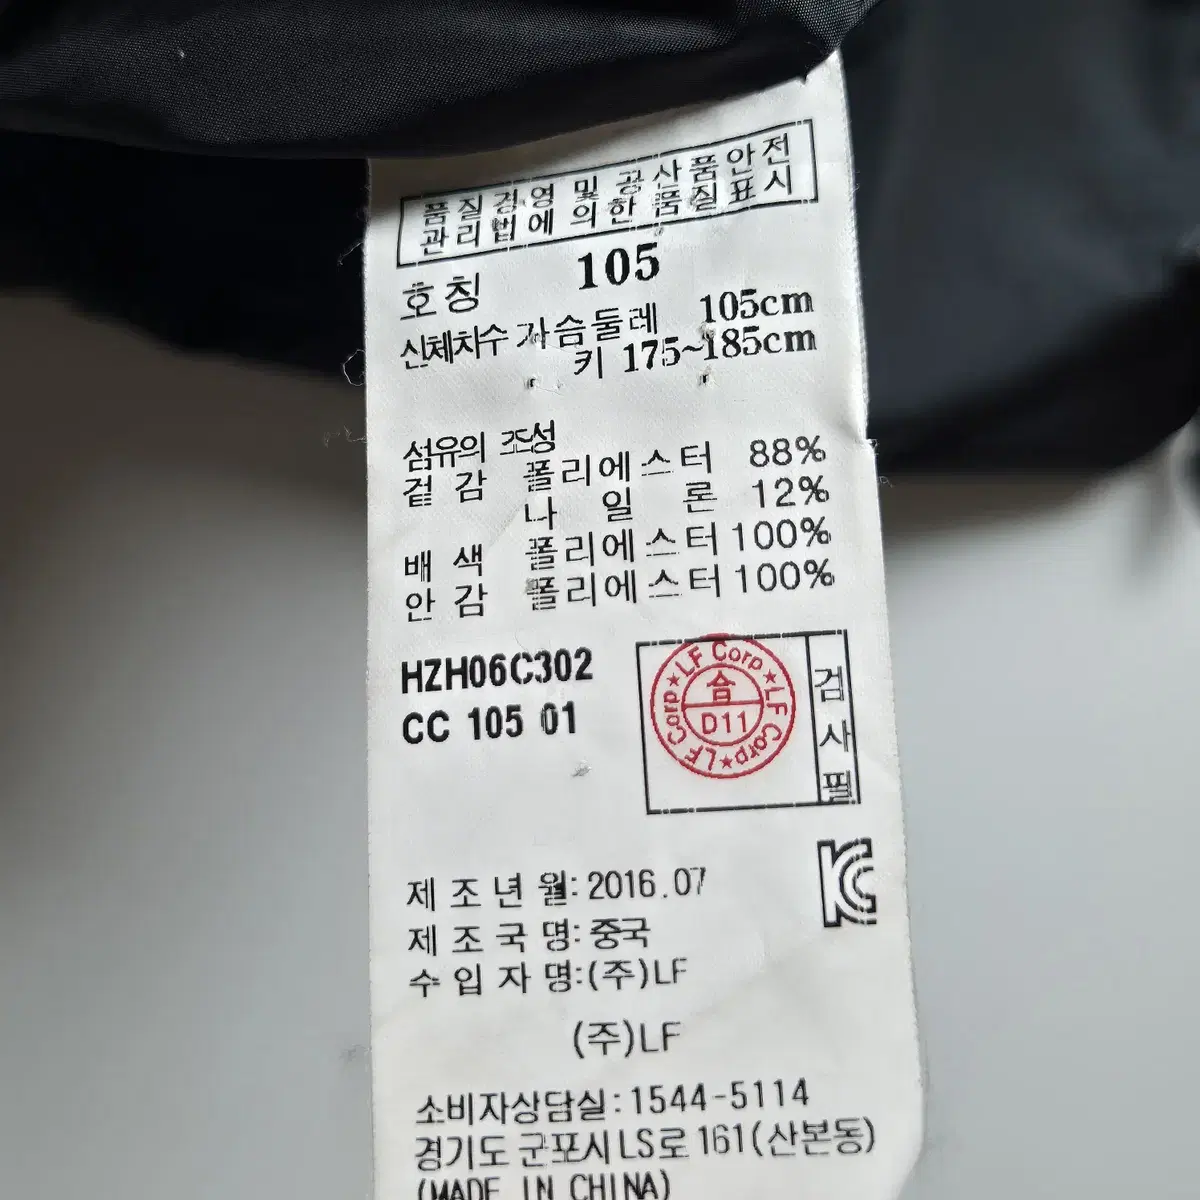 품질경영 및 공산품안전
관리법에 의한 품질표시
호칭 105
신체치수 가슴둘레 105cm
키 175~185cm
섬유의 조성
겉 감 폴리에스터 88%
나 일 론 12%
배 색 폴리에스터 100%
안 감 폴리에스터 100%
HZH06C302
CC 105 01
LF Corp★LF Corp★LF Corp★
合
D11
검사필
KC
제 조 년 월: 2016.07
제 조 국 명: 중국
수 입 자 명:(주)LF
(주)LF
소비자상담실:1544-5114
경기도 군포시 LS로 161(산본동)
(MADE IN CHINA)